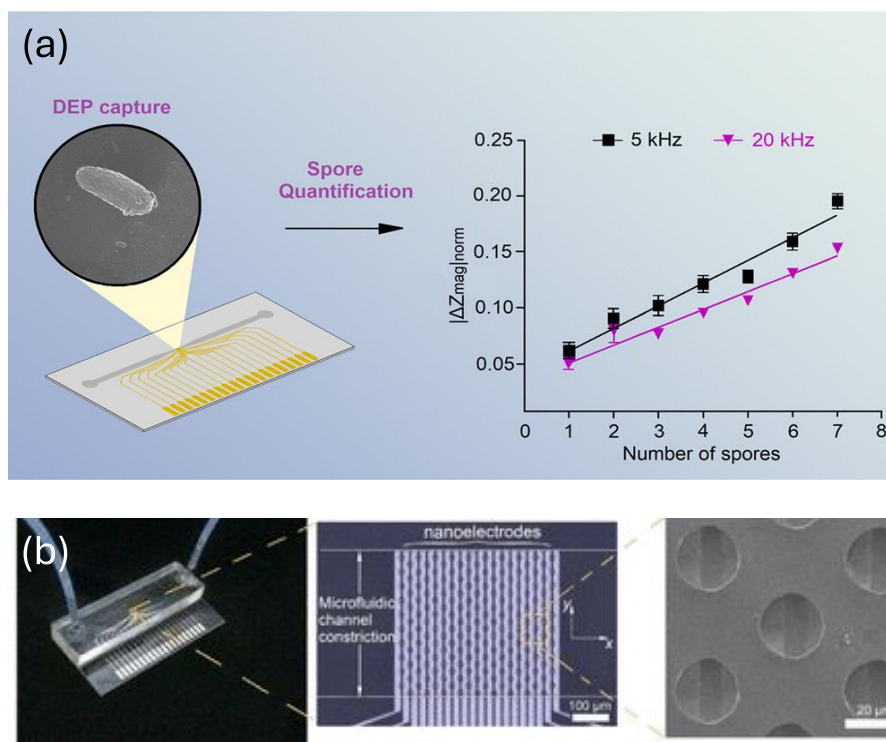 (a)
DEP capture
Spore
Quantification
5 kHz
20 kHz
|ΔZmag|norm
0.25
0.20
0.15
0.10
0.05
0 1 2 3 4 5 6 7 8
Number of spores
(b)
nanoelectrodes
Microfluidic
channel
constriction
y
x
100 µm
20 µm